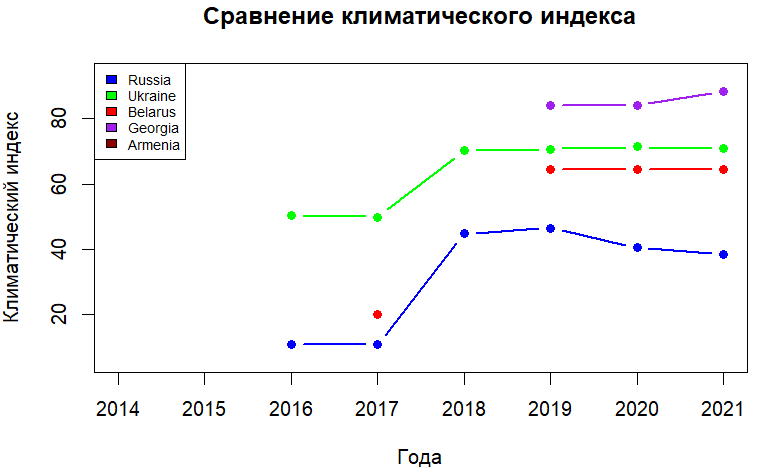 Сравнение климатического индекса
Russia
Ukraine
Belarus
Georgia
Armenia
Климатический индекс
80
60
40
20
2014 2015 2016 2017 2018 2019 2020 2021
Года